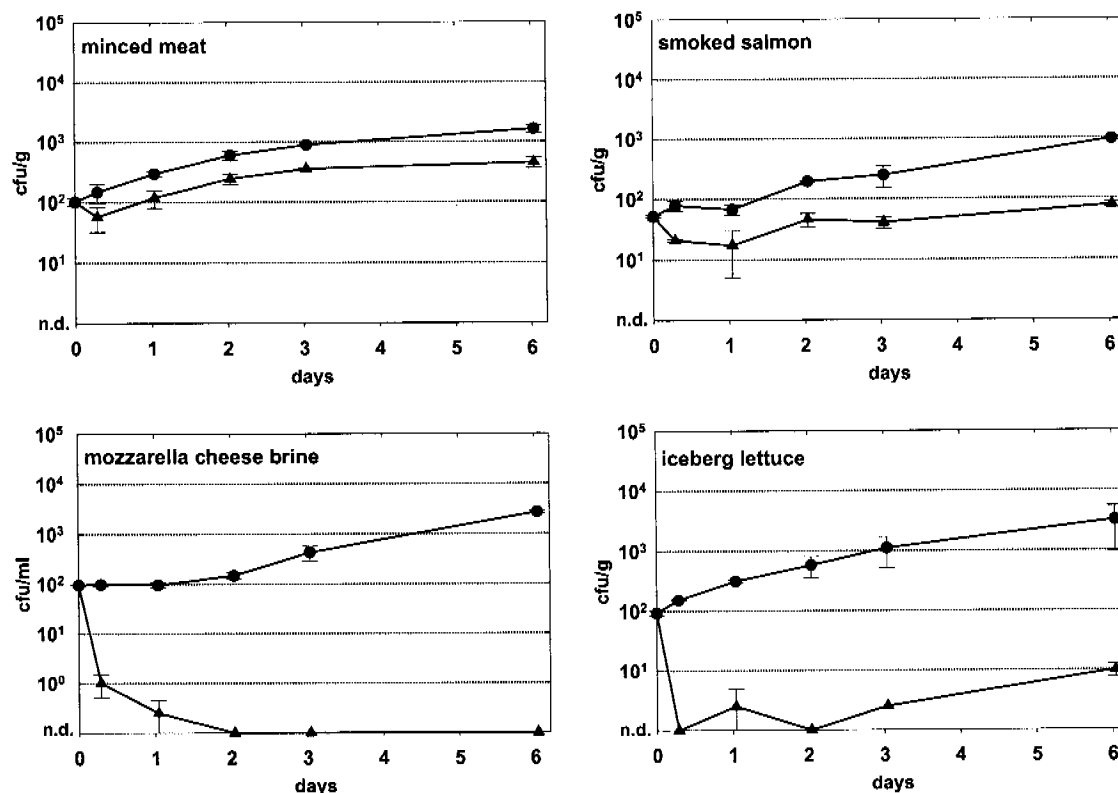 10⁵
minced meat
10⁴
10³
cfu/g
10²
10¹
n.d.
0 1 2 3 4 5 6
days
10⁵
smoked salmon
10⁴
10³
cfu/g
10²
10¹
n.d.
0 1 2 3 4 5 6
days
10⁵
mozzarella cheese brine
10⁴
10³
cfu/ml
10²
10¹
10⁰
n.d.
0 1 2 3 4 5 6
days
10⁵
iceberg lettuce
10⁴
10³
cfu/g
10²
10¹
n.d.
0 1 2 3 4 5 6
days